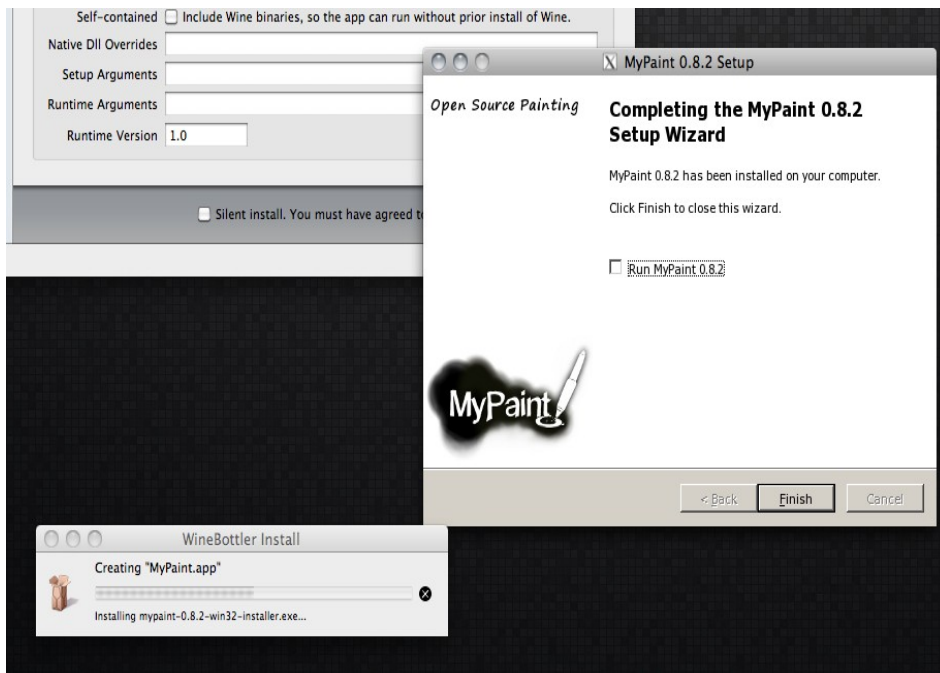 Self-contained Include Wine binaries, so the app can run without prior install of Wine.
Native Dll Overrides
Setup Arguments
Runtime Arguments
Runtime Version 1.0
Silent install. You must have agreed to
X MyPaint 0.8.2 Setup
Open Source Painting
Completing the MyPaint 0.8.2
Setup Wizard
MyPaint 0.8.2 has been installed on your computer.
Click Finish to close this wizard.
Run MyPaint 0.8.2
MyPaint
< Back Finish Cancel
WineBottler Install
Creating "MyPaint.app"
Installing mypaint-0.8.2-win32-installer.exe...